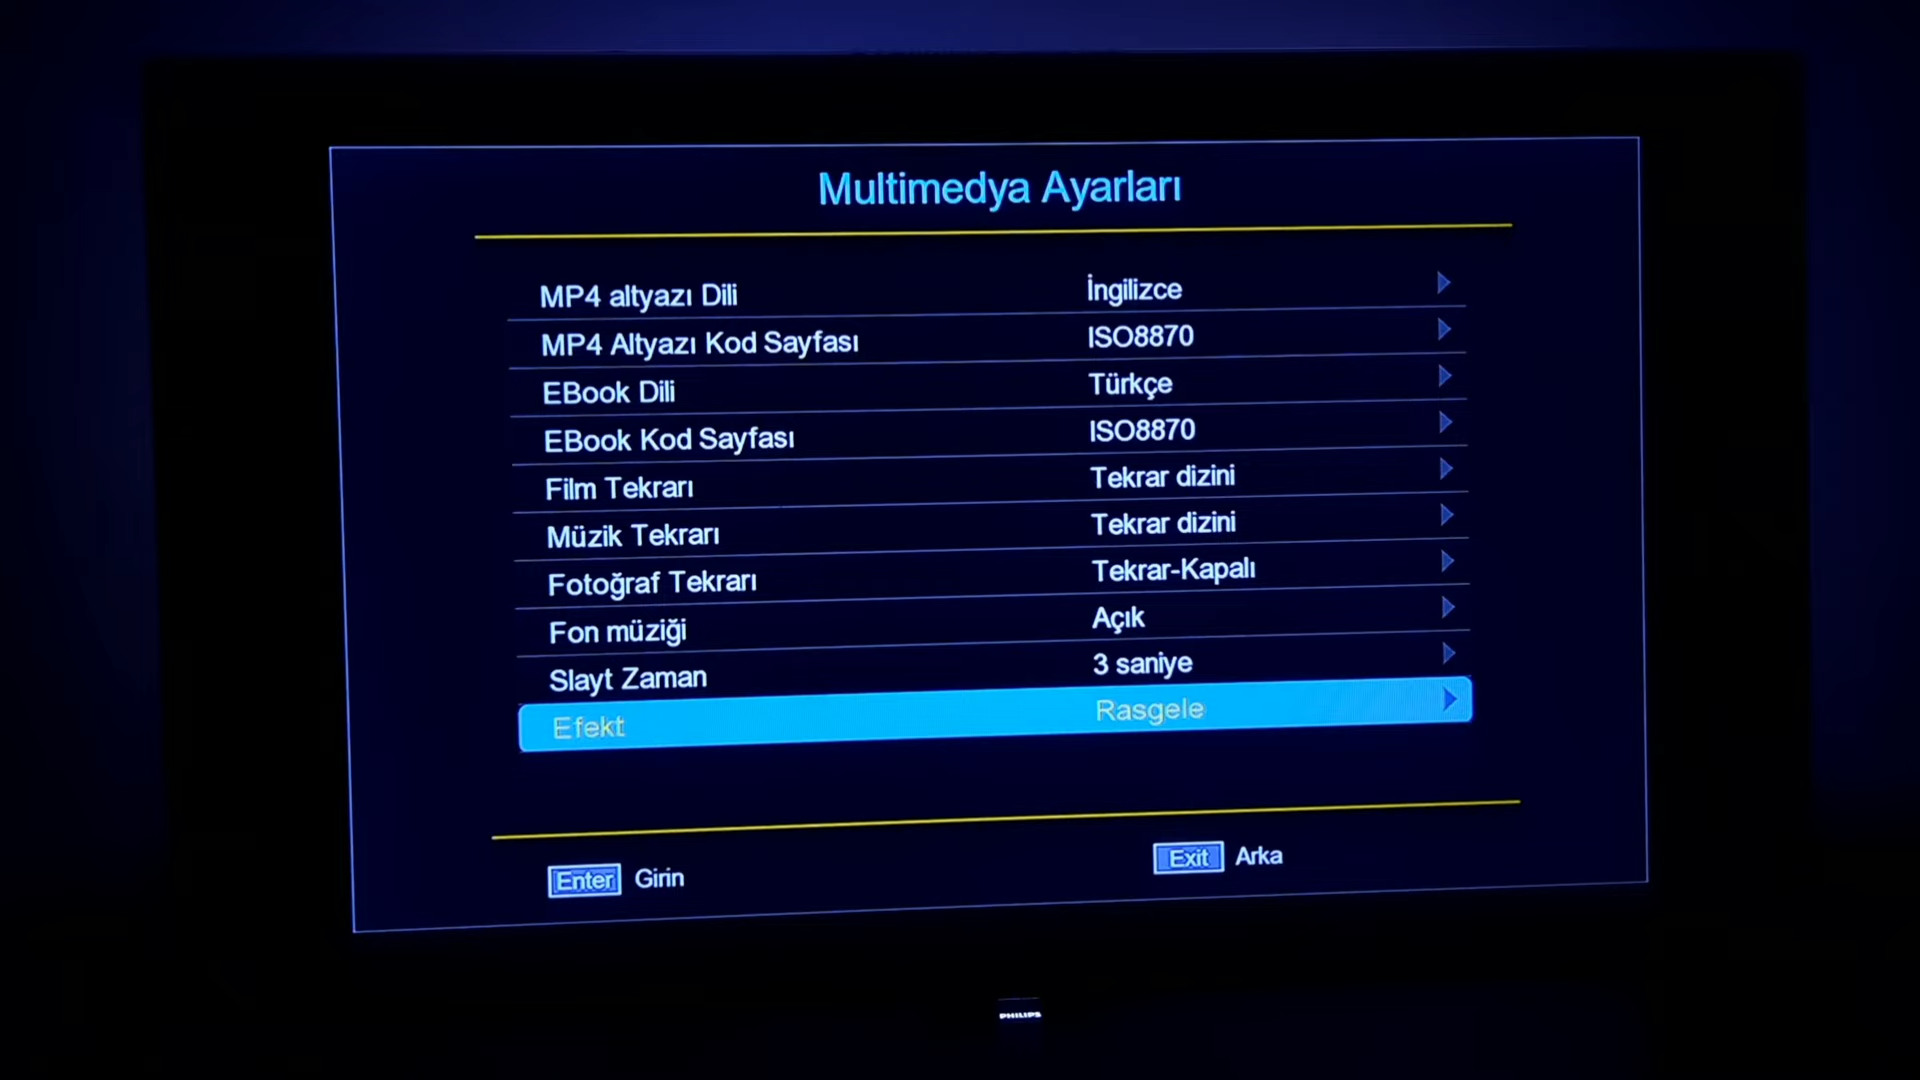 Multimedya Ayarları
MP4 altyazı Dili İngilizce
MP4 Altyazı Kod Sayfası ISO8870
EBook Dili Türkçe
EBook Kod Sayfası ISO8870
Film Tekrarı Tekrar dizini
Müzik Tekrarı Tekrar dizini
Fotoğraf Tekrarı Tekrar-Kapalı
Fon müziği Açık
Slayt Zaman 3 saniye
Efekt Rasgele
Enter Girin Exit Arka
PHILIPS